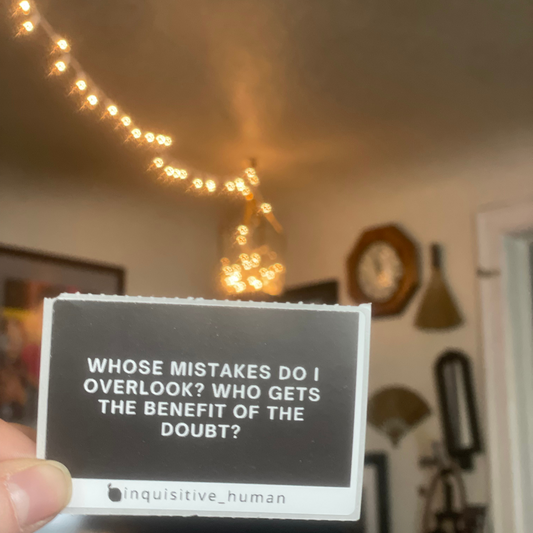 WHOSE MISTAKES DO I
OVERLOOK? WHO GETS
THE BENEFIT OF THE
DOUBT?
inquisitive_human